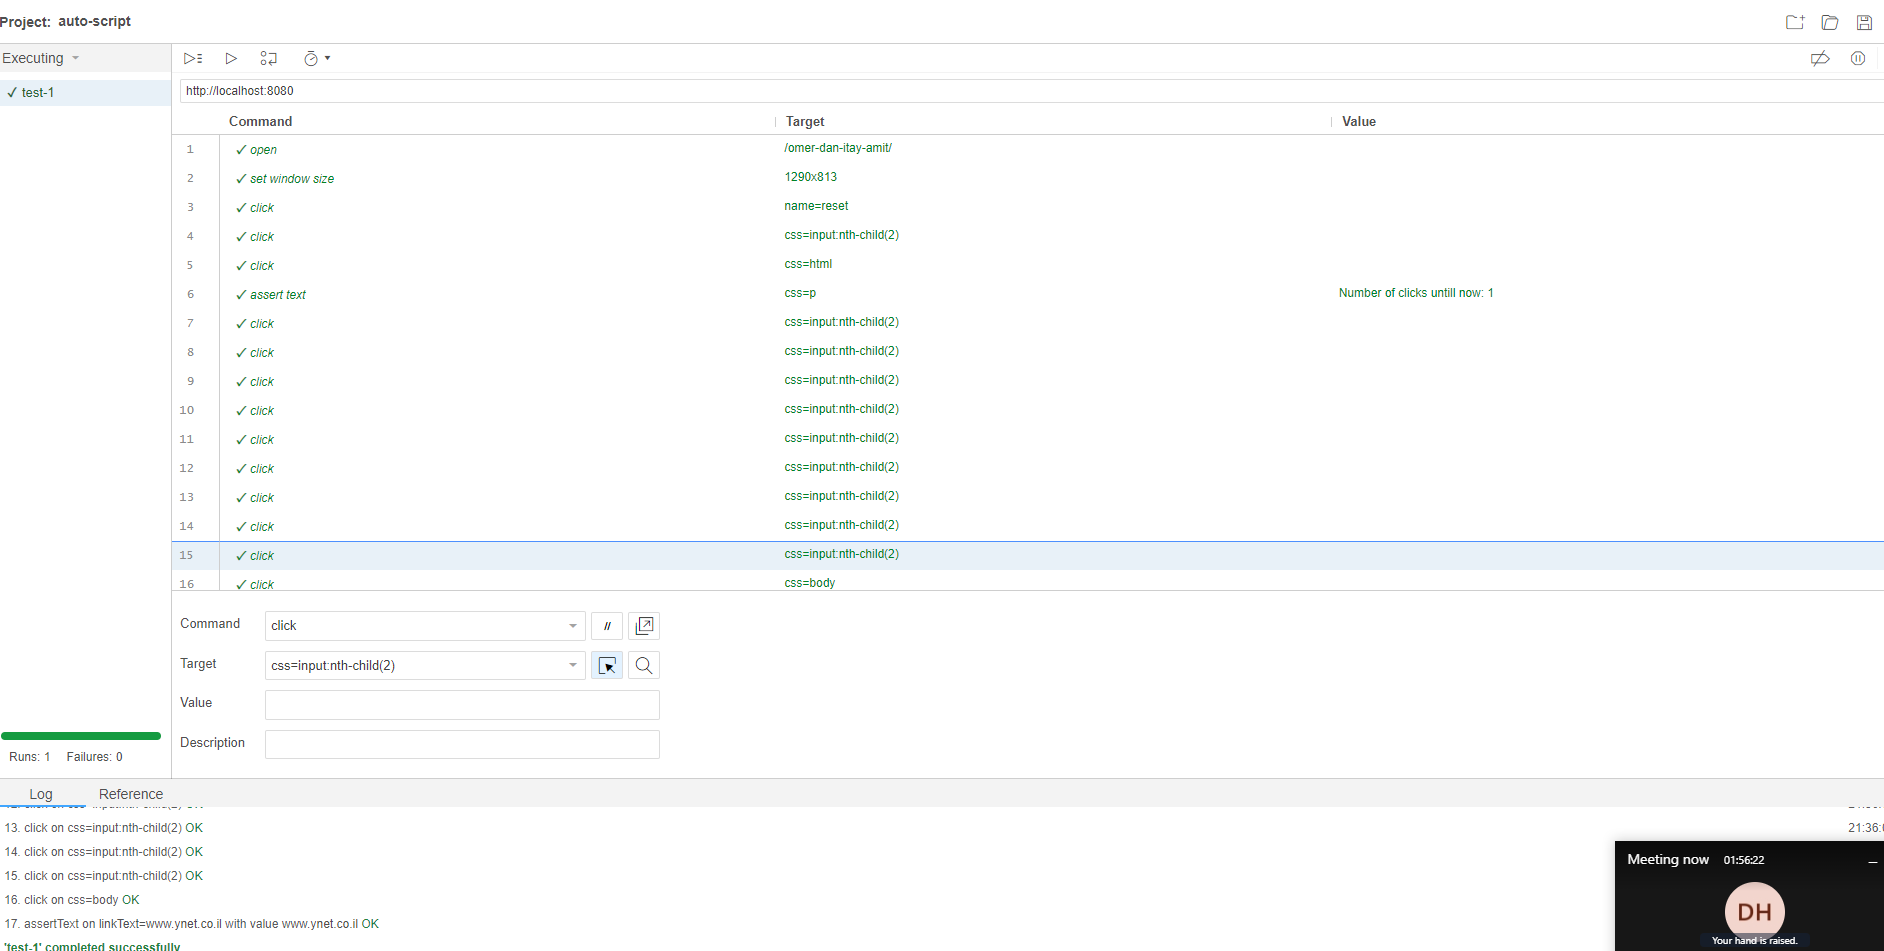 Project: auto-script
Executing
✓ test-1
http://localhost:8080
Command Target Value
1 ✓ open /omer-dan-itay-amit/
2 ✓ set window size 1290x813
3 ✓ click name=reset
4 ✓ click css=input:nth-child(2)
5 ✓ click css=html
6 ✓ assert text css=p Number of clicks untill now: 1
7 ✓ click css=input:nth-child(2)
8 ✓ click css=input:nth-child(2)
9 ✓ click css=input:nth-child(2)
10 ✓ click css=input:nth-child(2)
11 ✓ click css=input:nth-child(2)
12 ✓ click css=input:nth-child(2)
13 ✓ click css=input:nth-child(2)
14 ✓ click css=input:nth-child(2)
15 ✓ click css=input:nth-child(2)
16 ✓ click css=body
Command click //
Target css=input:nth-child(2)
Value
Description
Runs: 1 Failures: 0
Log Reference
13. click on css=input:nth-child(2) OK 21:36:
14. click on css=input:nth-child(2) OK
15. click on css=input:nth-child(2) OK
16. click on css=body OK
17. assertText on linkText=www.ynet.co.il with value www.ynet.co.il OK
'test-1' completed successfully
Meeting now 01:56:22
DH
Your hand is raised.